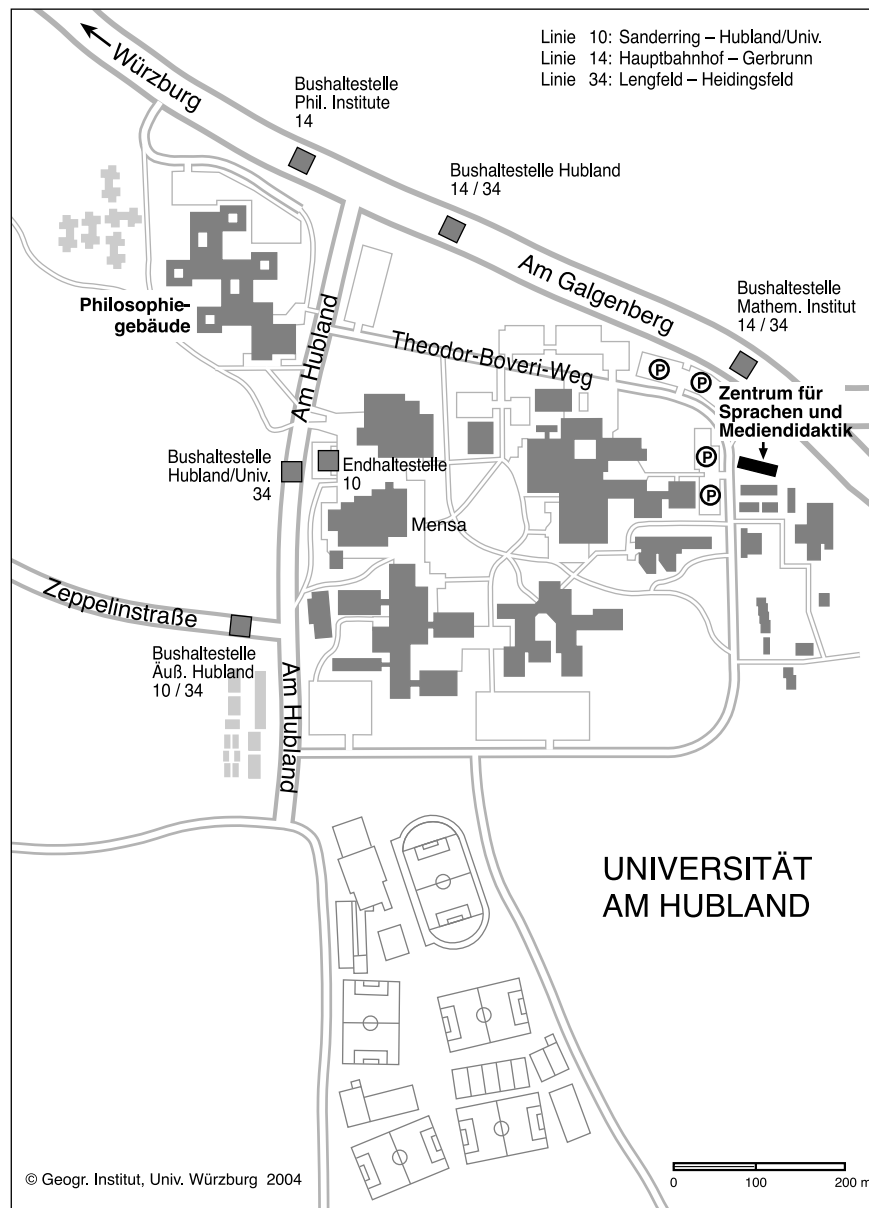 Linie 10: Sanderring – Hubland/Univ.
Linie 14: Hauptbahnhof – Gerbrunn
Linie 34: Lengfeld – Heidingsfeld
Würzburg
Bushaltestelle
Phil. Institute
14
Bushaltestelle Hubland
14 / 34
Am Galgenberg
Bushaltestelle
Mathem. Institut
14 / 34
Philosophie-
gebäude
Am Hubland
Theodor-Boveri-Weg
P
P
Zentrum für
Sprachen und
Mediendidaktik
P
P
Bushaltestelle
Hubland/Univ.
34
Endhaltestelle
10
Mensa
Zeppelinstraße
Bushaltestelle
Äuß. Hubland
10 / 34
Am Hubland
UNIVERSITÄT
AM HUBLAND
© Geogr. Institut, Univ. Würzburg 2004
0 100 200 m